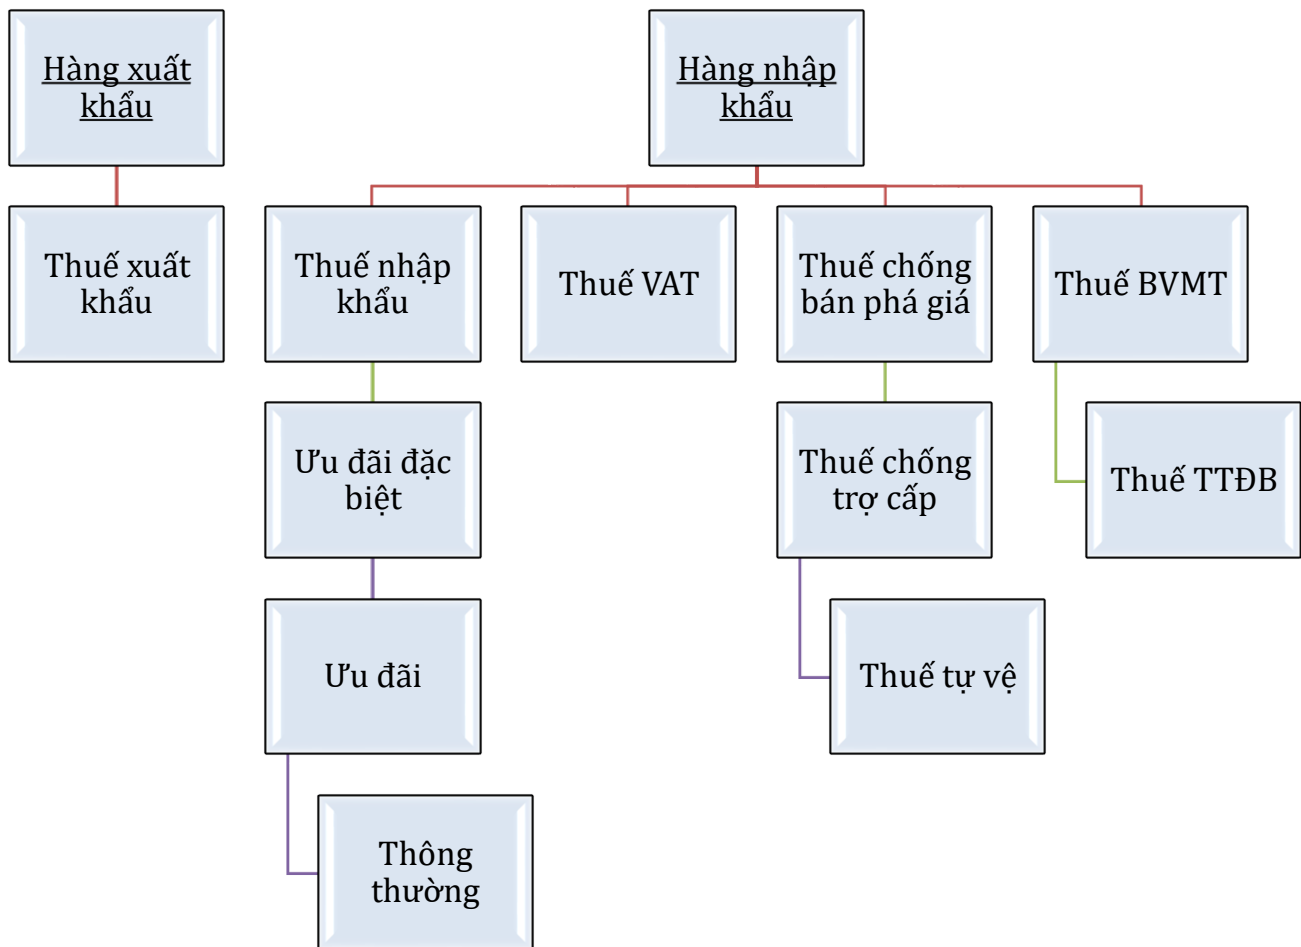 Hàng xuất
khẩu
Hàng nhập
khẩu
Thuế xuất
khẩu
Thuế nhập
khẩu
Thuế VAT
Thuế chống
bán phá giá
Thuế BVMT
Ưu đãi đặc
biệt
Thuế chống
trợ cấp
Thuế TTĐB
Ưu đãi
Thuế tự vệ
Thông
thường